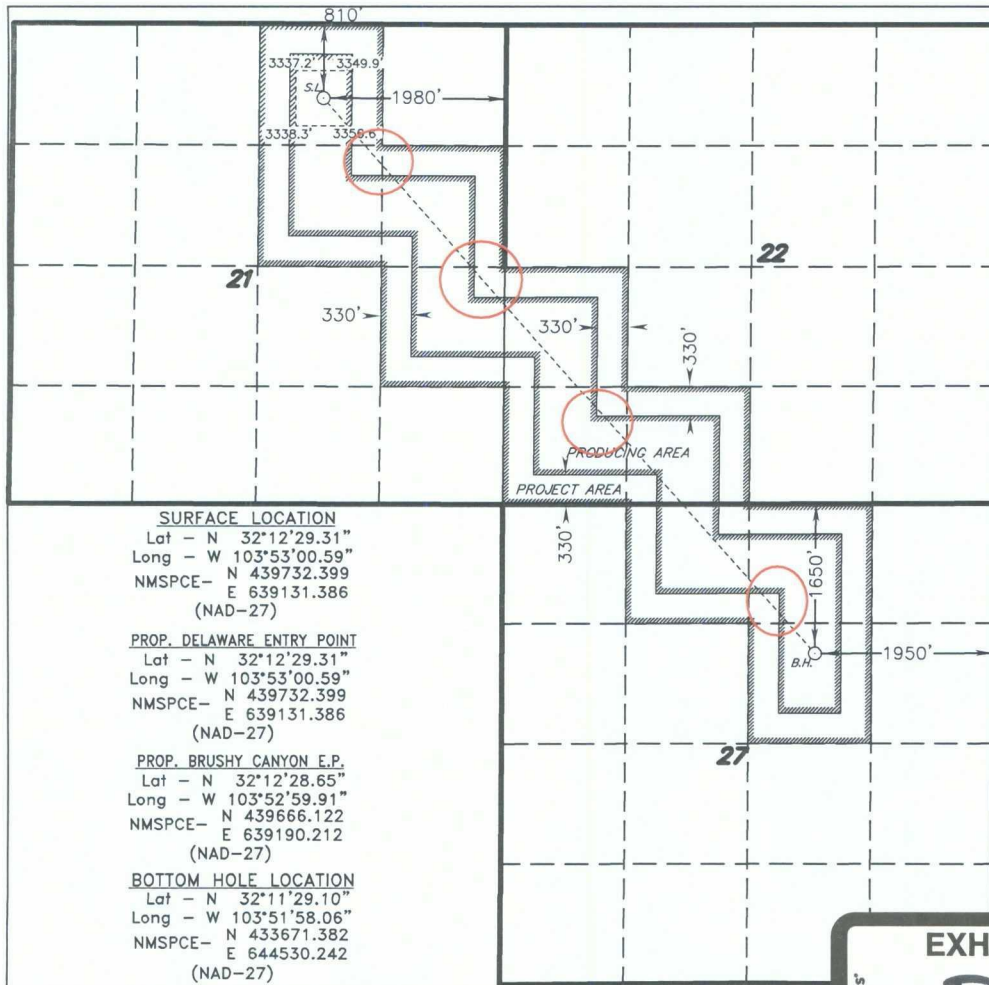 810'
3337.2' 3349.9'
S.L.
1980'
3338.3' 3356.6'
21
22
330'
330'
330'
PRODUCING AREA
PROJECT AREA
330'
1650'
B.H.
1950'
27
SURFACE LOCATION
Lat - N 32°12'29.31"
Long - W 103°53'00.59"
NMSPCE- N 439732.399
E 639131.386
(NAD-27)
PROP. DELAWARE ENTRY POINT
Lat - N 32°12'29.31"
Long - W 103°53'00.59"
NMSPCE- N 439732.399
E 639131.386
(NAD-27)
PROP. BRUSHY CANYON E.P.
Lat - N 32°12'28.65"
Long - W 103°52'59.91"
NMSPCE- N 439666.122
E 639190.212
(NAD-27)
BOTTOM HOLE LOCATION
Lat - N 32°11'29.10"
Long - W 103°51'58.06"
NMSPCE- N 433671.382
E 644530.242
(NAD-27)
EXH